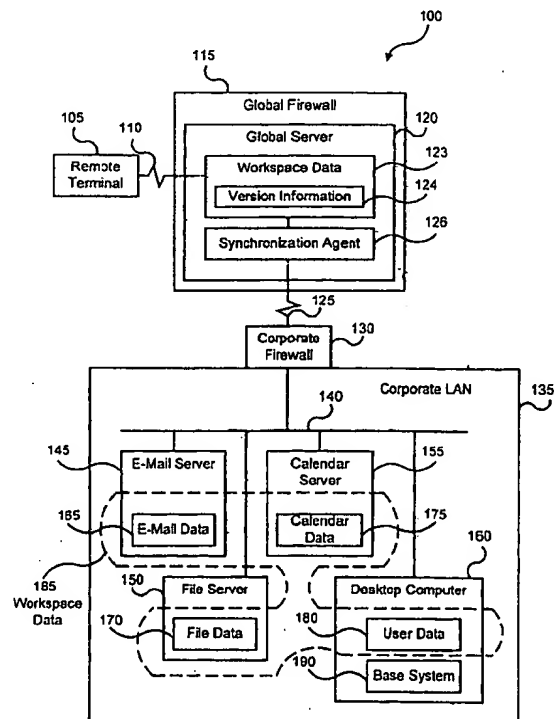 100
115
Global Firewall
120
Global Server
105
110
123
Remote Terminal
Workspace Data
124
Version Information
126
Synchronization Agent
125
130
Corporate Firewall
135
Corporate LAN
140
145
E-Mail Server
155
Calendar Server
165
E-Mail Data
175
Calendar Data
160
185
Workspace Data
150
File Server
Desktop Computer
170
File Data
180
User Data
190
Base System